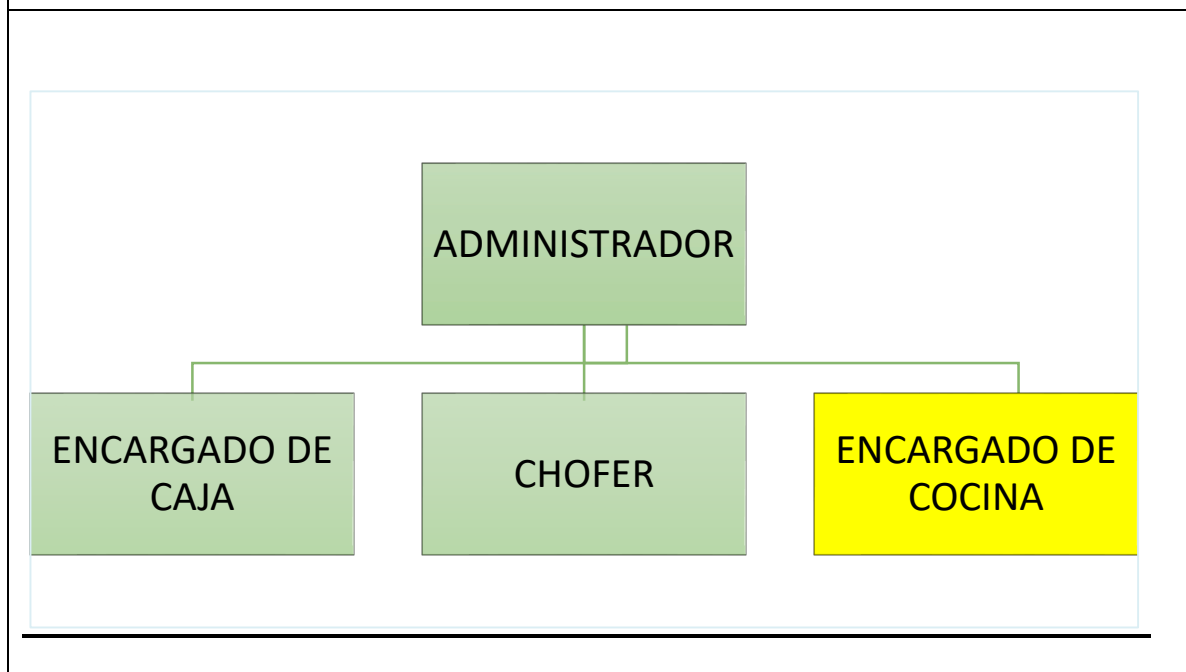 ADMINISTRADOR
ENCARGADO DE
CAJA
CHOFER
ENCARGADO DE
COCINA